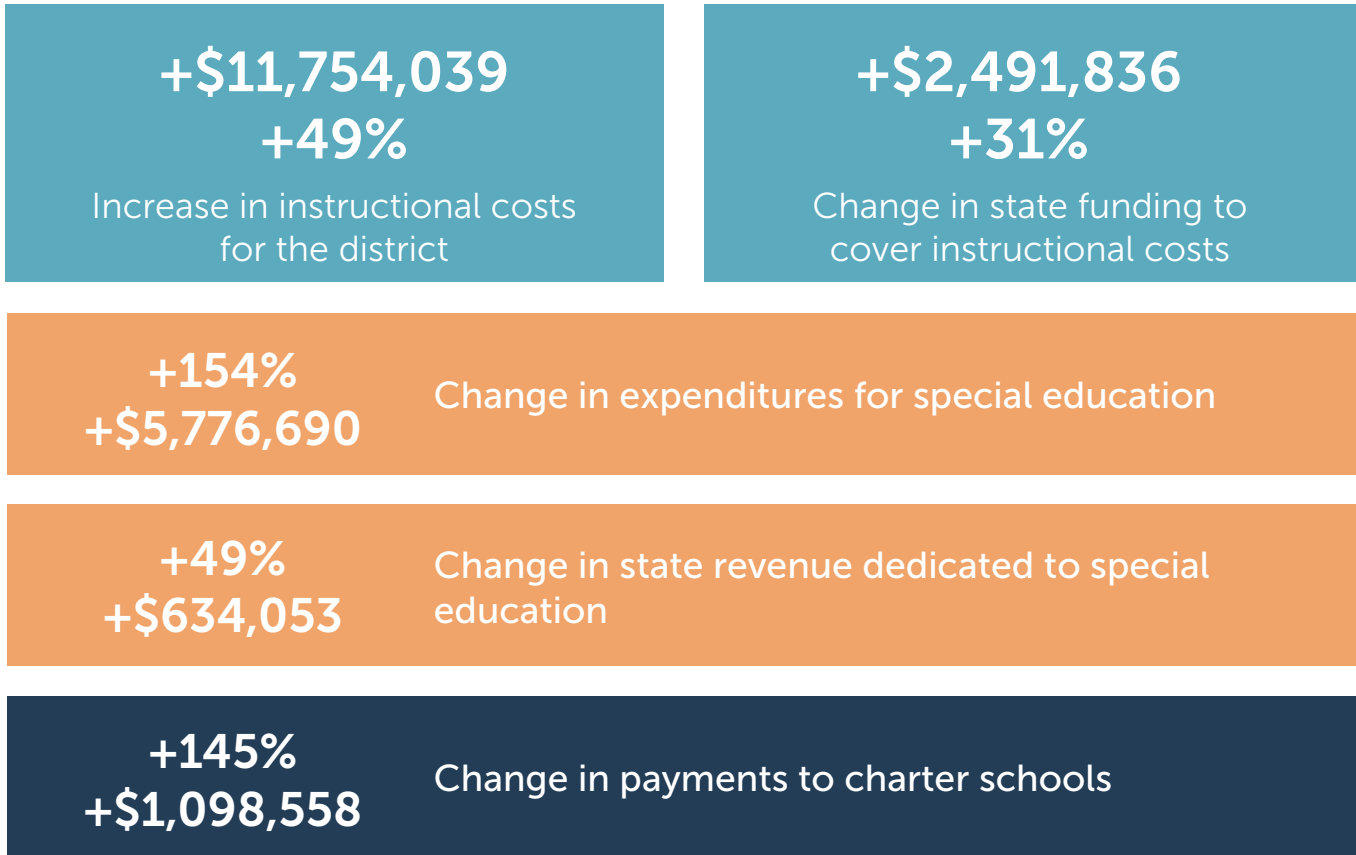 +$11,754,039
+49%
Increase in instructional costs
for the district
+$2,491,836
+31%
Change in state funding to
cover instructional costs
+154%
+$5,776,690
Change in expenditures for special education
+49%
+$634,053
Change in state revenue dedicated to special
education
+145%
+$1,098,558
Change in payments to charter schools